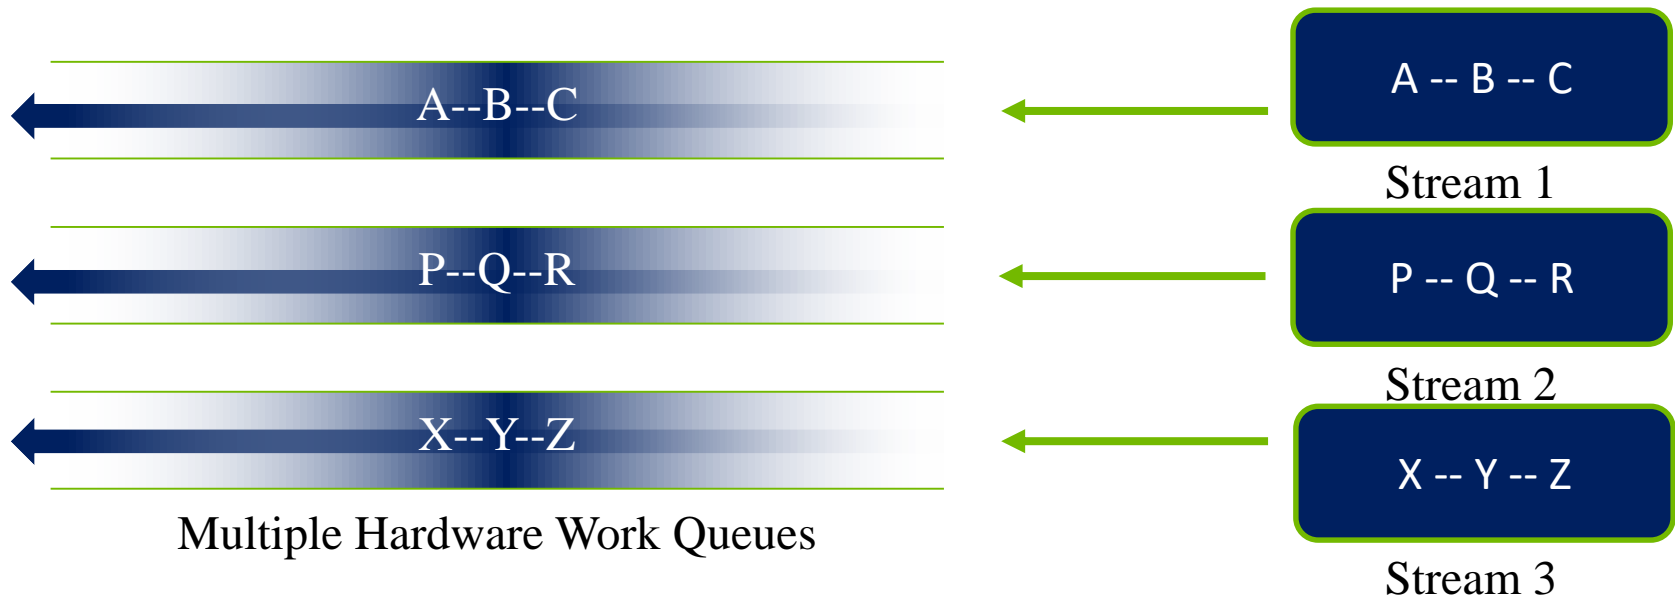 A -- B -- C
A--B--C
Stream 1
P--Q--R
P -- Q -- R
Stream 2
X--Y--Z
X -- Y -- Z
Multiple Hardware Work Queues
Stream 3